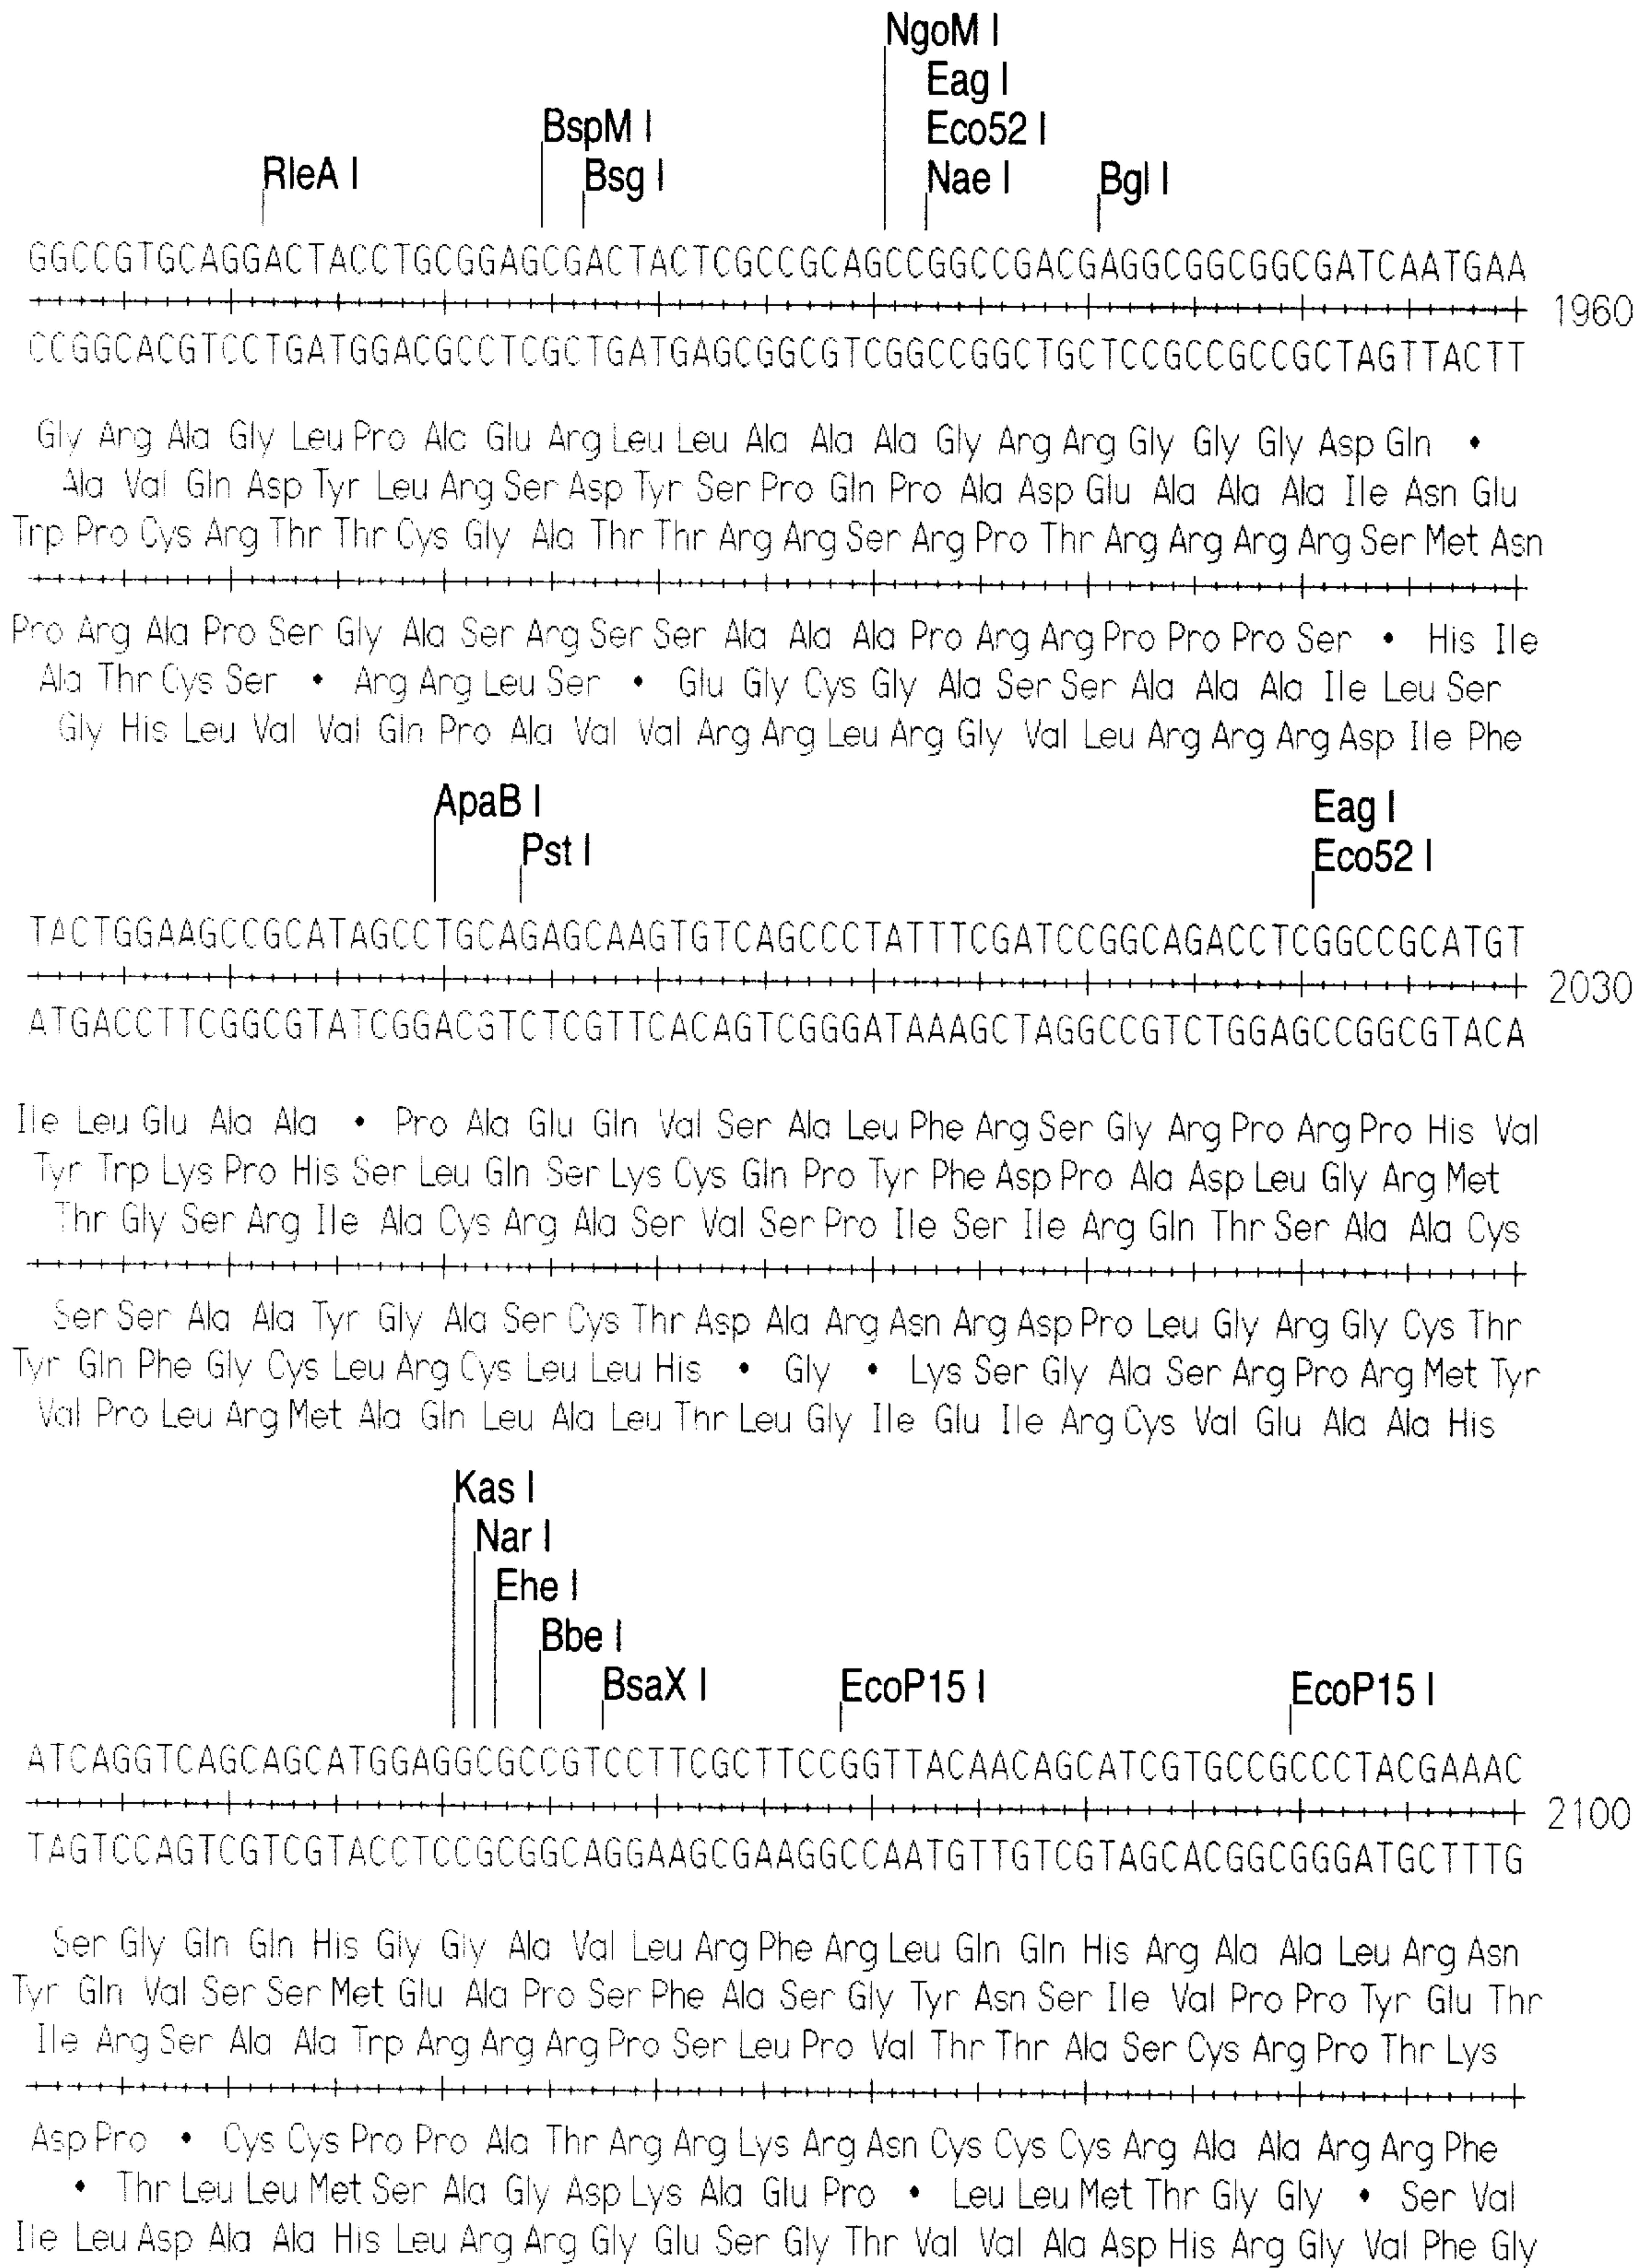 NgoM I
Eag I
BspM I Eco52 I
RleA I Bsg I Nae I Bgl I
GGCCGTGCAGGACTACCTGCGGAGCGACTACTCGCCGCAGCCGGCCGACGAGGCGGCGGCGATCAATGAA
1960
CCGGCACGTCCTGATGGACGCCTCGCTGATGAGCGGCGTCGGCCGGCTGCTCCGCCGCCGCTAGTTACTT
Gly Arg Ala Gly Leu Pro Ala Glu Arg Leu Leu Ala Ala Ala Gly Arg Arg Gly Gly Gly Asp Gln •
Ala Val Gln Asp Tyr Leu Arg Ser Asp Tyr Ser Pro Gln Pro Ala Asp Glu Ala Ala Ala Ile Asn Glu
Trp Pro Cys Arg Thr Thr Cys Gly Ala Thr Thr Arg Arg Ser Arg Pro Thr Arg Arg Arg Arg Ser Met Asn
Pro Arg Ala Pro Ser Gly Ala Ser Arg Ser Ser Ala Ala Ala Pro Arg Arg Pro Pro Pro Ser • His Ile
Ala Thr Cys Ser • Arg Arg Leu Ser • Glu Gly Cys Gly Ala Ser Ser Ala Ala Ala Ile Leu Ser
Gly His Leu Val Val Gln Pro Ala Val Val Arg Arg Leu Arg Gly Val Leu Arg Arg Arg Asp Ile Phe
ApaB I Eag I
Pst I Eco52 I
TACTGGAAGCCGCATAGCCTGCAGAGCAAGTGTCAGCCCTATTTCGATCCGGCAGACCTCGGCCGCATGT
2030
ATGACCTTCGGCGTATCGGACGTCTCGTTCACAGTCGGGATAAAGCTAGGCCGTCTGGAGCCGGCGTACA
Ile Leu Glu Ala Ala • Pro Ala Glu Gln Val Ser Ala Leu Phe Arg Ser Gly Arg Pro Arg Pro His Val
Tyr Trp Lys Pro His Ser Leu Gln Ser Lys Cys Gln Pro Tyr Phe Asp Pro Ala Asp Leu Gly Arg Met
Thr Gly Ser Arg Ile Ala Cys Arg Ala Ser Val Ser Pro Ile Ser Ile Arg Gln Thr Ser Ala Ala Cys
Ser Ser Ala Ala Tyr Gly Ala Ser Cys Thr Asp Ala Arg Asn Arg Asp Pro Leu Gly Arg Gly Cys Thr
Tyr Gln Phe Gly Cys Leu Arg Cys Leu Leu His • Gly • Lys Ser Gly Ala Ser Arg Pro Arg Met Tyr
Val Pro Leu Arg Met Ala Gln Leu Ala Leu Thr Leu Gly Ile Glu Ile Arg Cys Val Glu Ala Ala His
Kas I
Nar I
Ehe I
Bbe I
BsaX I EcoP15 I EcoP15 I
ATCAGGTCAGCAGCATGGAGGCGCCGTCCTTCGCTTCCGGTTACAACAGCATCGTGCCGCCCTACGAAAC
2100
TAGTCCAGTCGTCGTACCTCCGCGGCAGGAAGCGAAGGCCAATGTTGTCGTAGCACGGCGGGATGCTTTG
Ser Gly Gln Gln His Gly Gly Ala Val Leu Arg Phe Arg Leu Gln Gln His Arg Ala Ala Leu Arg Asn
Tyr Gln Val Ser Ser Met Glu Ala Pro Ser Phe Ala Ser Gly Tyr Asn Ser Ile Val Pro Pro Tyr Glu Thr
Ile Arg Ser Ala Ala Trp Arg Arg Arg Pro Ser Leu Pro Val Thr Thr Ala Ser Cys Arg Pro Thr Lys
Asp Pro • Cys Cys Pro Pro Ala Thr Arg Arg Lys Arg Asn Cys Cys Cys Arg Ala Ala Arg Arg Phe
• Thr Leu Leu Met Ser Ala Gly Asp Lys Ala Glu Pro • Leu Leu Met Thr Gly Gly • Ser Val
Ile Leu Asp Ala Ala His Leu Arg Arg Gly Glu Ser Gly Thr Val Val Ala Asp His Arg Gly Val Phe Gly